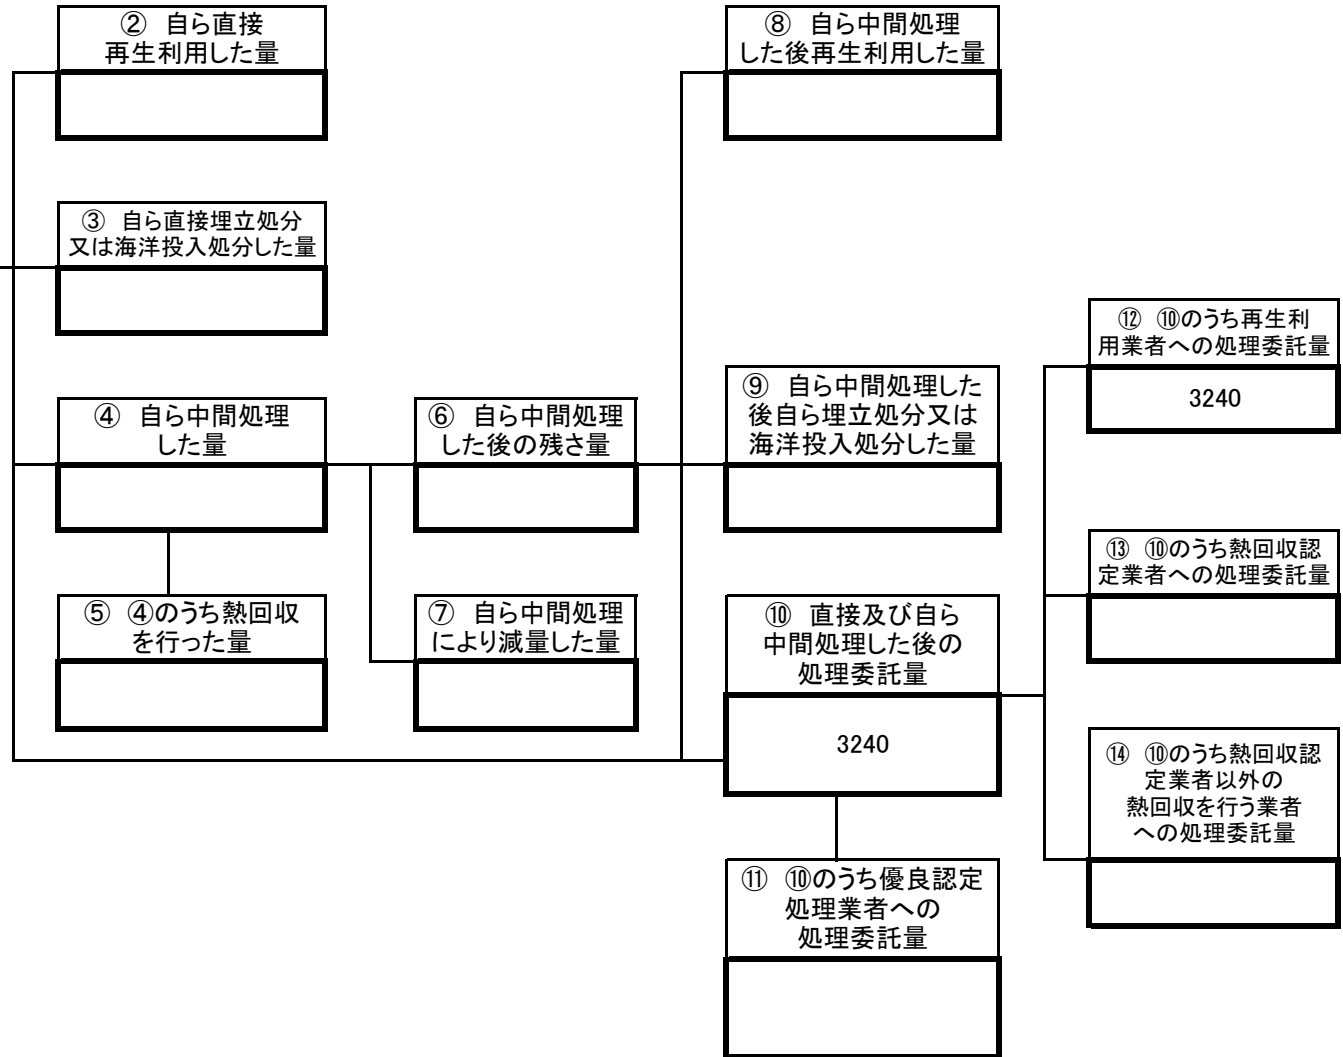 ② 自ら直接
再生利用した量
⑧ 自ら中間処理
した後再生利用した量
③ 自ら直接埋立処分
又は海洋投入処分した量
⑫ ⑩のうち再生利
用業者への処理委託量
3240
④ 自ら中間処理
した量
⑥ 自ら中間処理
した後の残さ量
⑨ 自ら中間処理した
後自ら埋立処分又は
海洋投入処分した量
⑬ ⑩のうち熱回収認
定業者への処理委託量
⑤ ④のうち熱回収
を行った量
⑦ 自ら中間処理
により減量した量
⑩ 直接及び自ら
中間処理した後の
処理委託量
3240
⑭ ⑩のうち熱回収認
定業者以外の
熱回収を行う業者
への処理委託量
⑪ ⑩のうち優良認定
処理業者への
処理委託量